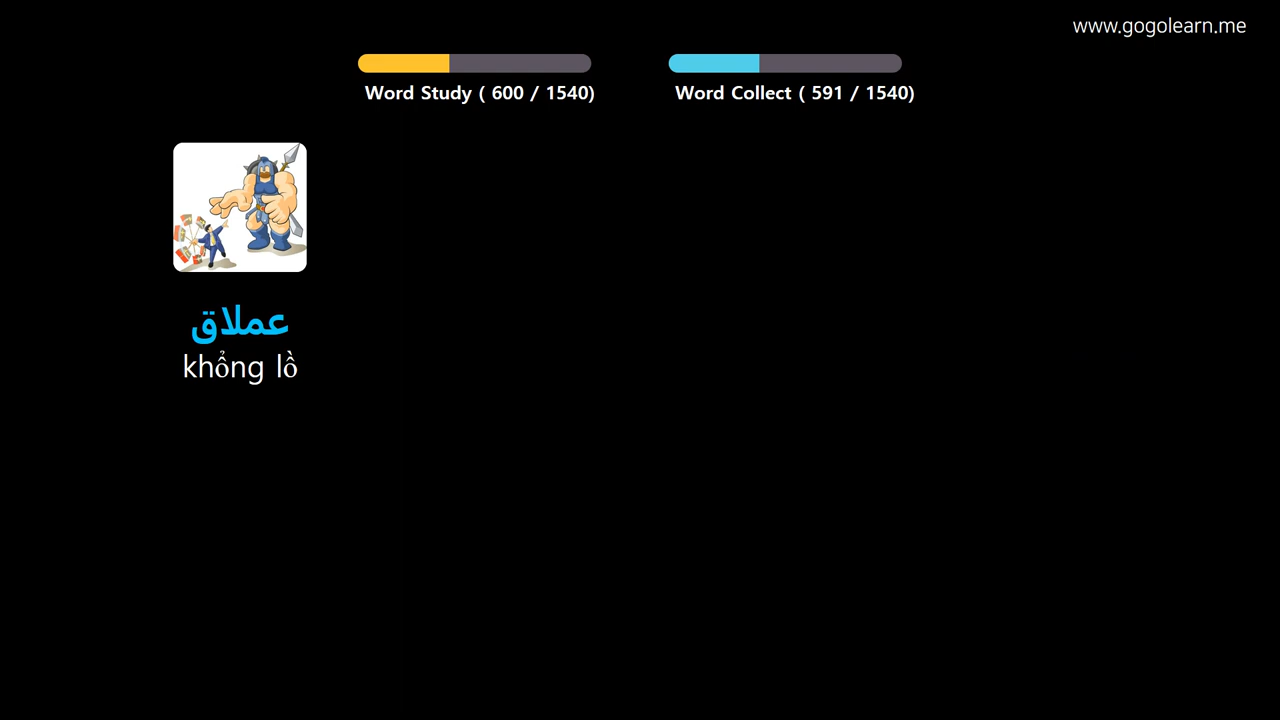 www.gogolearn.me
Word Study ( 600 / 1540)
Word Collect ( 591 / 1540)
عملاق
khổng lồ